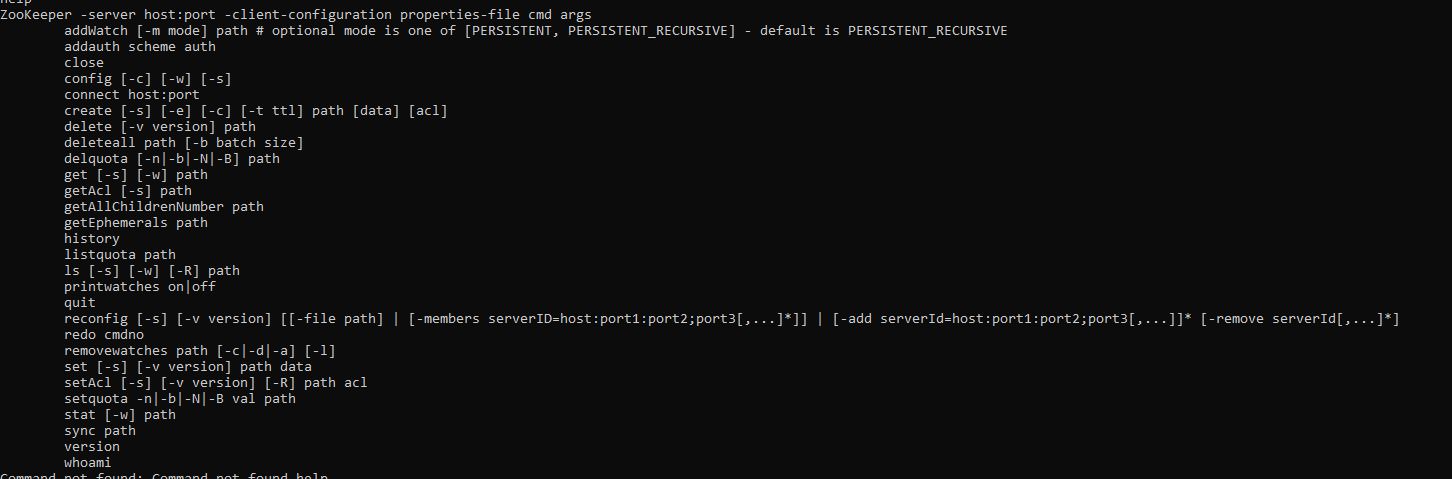 help
ZooKeeper -server host:port -client-configuration properties-file cmd args
addWatch [-m mode] path # optional mode is one of [PERSISTENT, PERSISTENT_RECURSIVE] - default is PERSISTENT_RECURSIVE
addauth scheme auth
close
config [-c] [-w] [-s]
connect host:port
create [-s] [-e] [-c] [-t ttl] path [data] [acl]
delete [-v version] path
deleteall path [-b batch size]
delquota [-n|-b|-N|-B] path
get [-s] [-w] path
getAcl [-s] path
getAllChildrenNumber path
getEphemerals path
history
listquota path
ls [-s] [-w] [-R] path
printwatches on|off
quit
reconfig [-s] [-v version] [[-file path] | [-members serverID=host:port1:port2;port3[,...]*]] | [-add serverId=host:port1:port2;port3[,...]]* [-remove serverId[,...]*]
redo cmdno
removewatches path [-c|-d|-a] [-l]
set [-s] [-v version] path data
setAcl [-s] [-v version] [-R] path acl
setquota -n|-b|-N|-B val path
stat [-w] path
sync path
version
whoami
Command not found: Command not found help